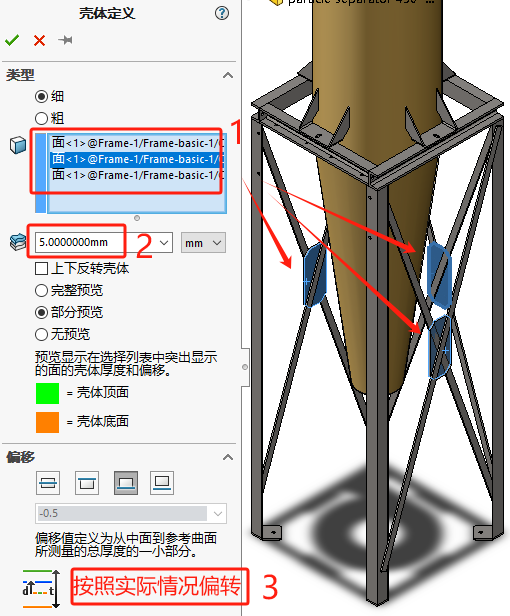 壳体定义
particle separator 450
类型
细
粗
面<1>@Frame-1/Frame-basic-1/
面<1>@Frame-1/Frame-basic-1/
面<1>@Frame-1/Frame-basic-1/
1
5.0000000mm
mm
2
上下反转壳体
完整预览
部分预览
无预览
预览显示在选择列表中突出显示
的面的壳体厚度和偏移。
= 壳体顶面
= 壳体底面
偏移
-0.5
偏移值定义为从中面到参考曲面
所测量的总厚度的一小部分。
d t
按照实际情况偏转 3